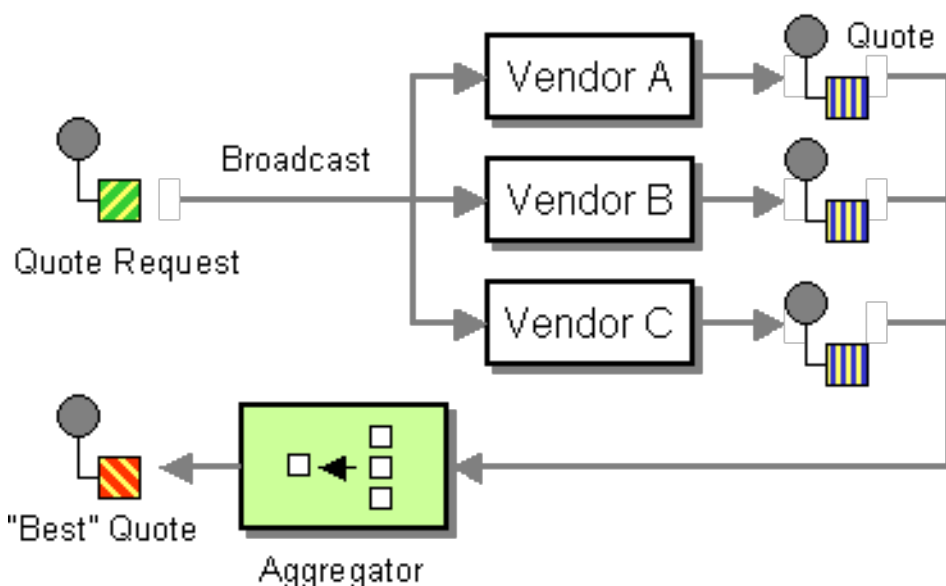 Quote
Vendor A
Broadcast
Vendor B
Quote Request
Vendor C
"Best" Quote
Aggregator